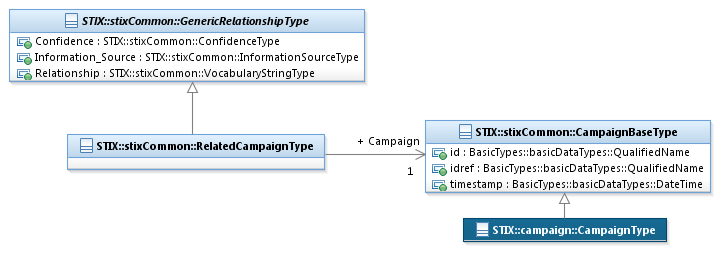 STIX::stixCommon::GenericRelationshipType
Confidence : STIX::stixCommon::ConfidenceType
Information_Source : STIX::stixCommon::InformationSourceType
Relationship : STIX::stixCommon::VocabularyStringType
STIX::stixCommon::RelatedCampaignType
+ Campaign
1
STIX::stixCommon::CampaignBaseType
id : BasicTypes::basicDataTypes::QualifiedName
idref : BasicTypes::basicDataTypes::QualifiedName
timestamp : BasicTypes::basicDataTypes::DateTime
STIX::campaign::CampaignType